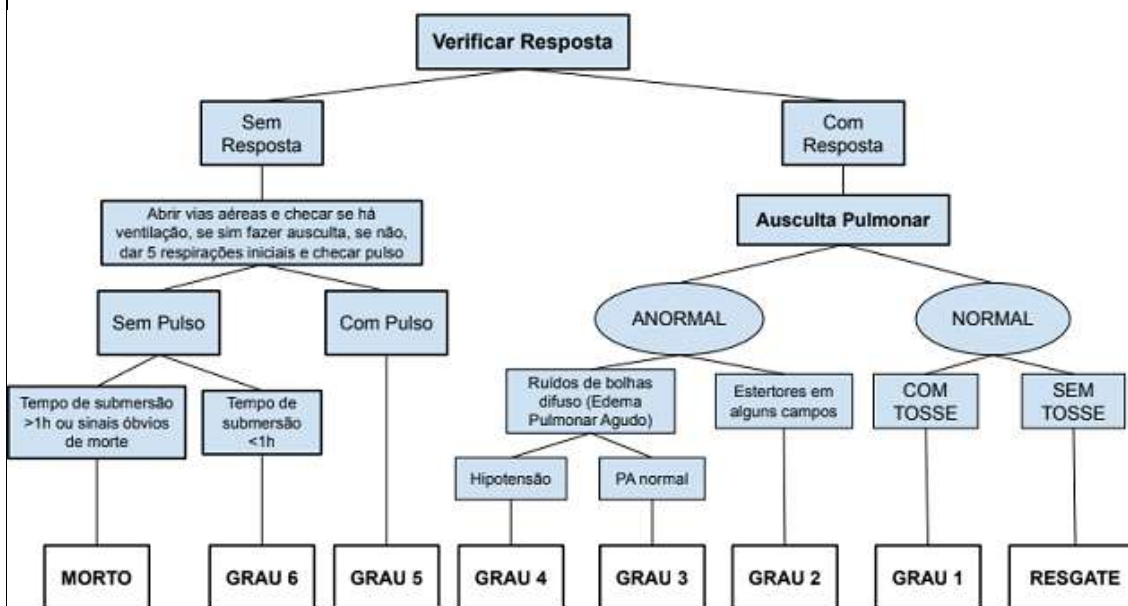 Verificar Resposta
Sem
Resposta
Com
Resposta
Abrir vias aéreas e checar se há
ventilação, se sim fazer ausculta, se não,
dar 5 respirações iniciais e checar pulso
Ausculta Pulmonar
Sem Pulso
Com Pulso
ANORMAL
NORMAL
Tempo de submersão
>1h ou sinais óbvios
de morte
Tempo de
submersão
<1h
Ruídos de bolhas
difuso (Edema
Pulmonar Agudo)
Estertores em
alguns campos
COM
TOSSE
SEM
TOSSE
Hipotensão
PA normal
MORTO
GRAU 6
GRAU 5
GRAU 4
GRAU 3
GRAU 2
GRAU 1
RESGATE